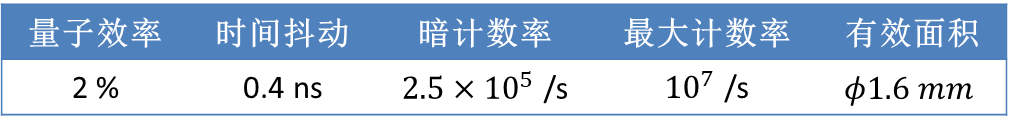 量子效率 时间抖动 暗计数率 最大计数率 有效面积
2 % 0.4 ns 2.5 × 10⁵ /s 10⁷ /s ϕ1.6 mm